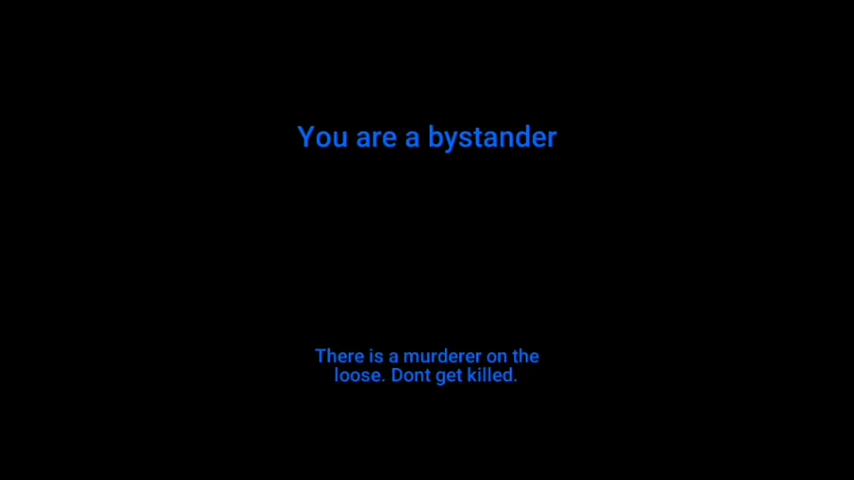 You are a bystander
There is a murderer on the
loose. Dont get killed.